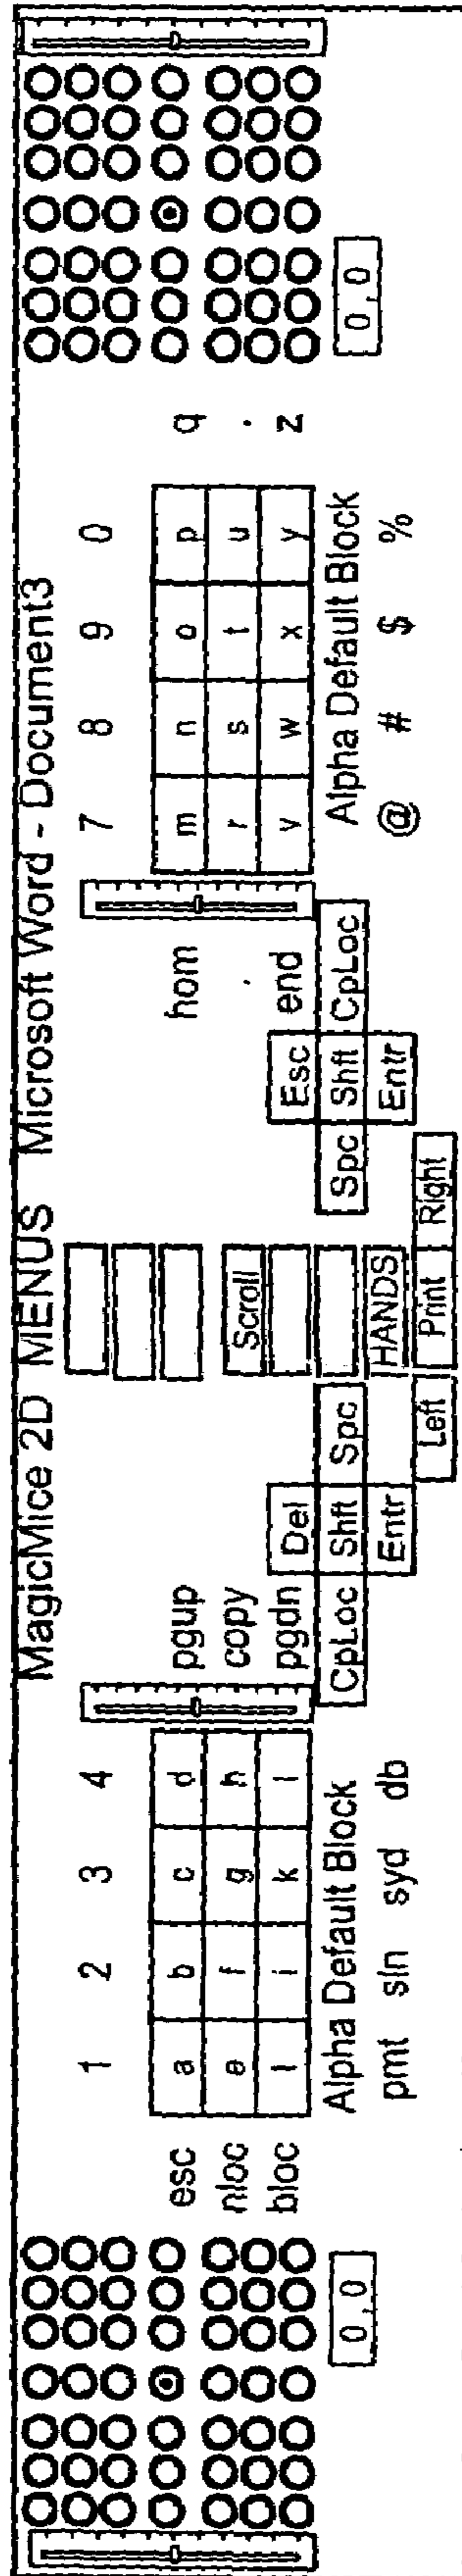 MagicMice 2D MENUS Microsoft Word - Document3
1 2 3 4 7 8 9 0
esc a b c d pgup hom m n o p q
nloc e f g h copy Scroll . r s t u .
bloc l i k l pgdn Del Esc end v w x y z
0,0 Alpha Default Block CpLoc Shft Spc Spc Shft CpLoc Alpha Default Block 0,0
pmt sln syd db Entr HANDS Entr @ # $ %
Left Print Right